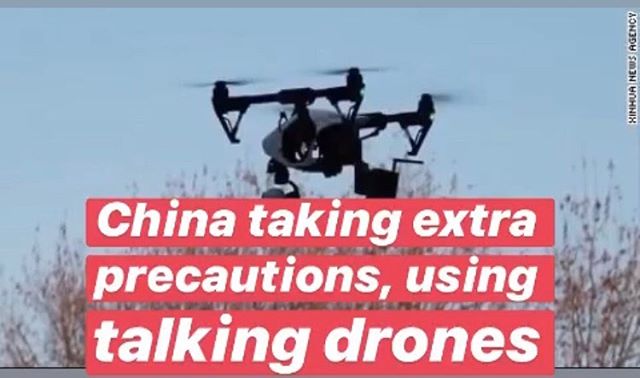 XINHUA NEWS AGENCY
China taking extra
precautions, using
talking drones